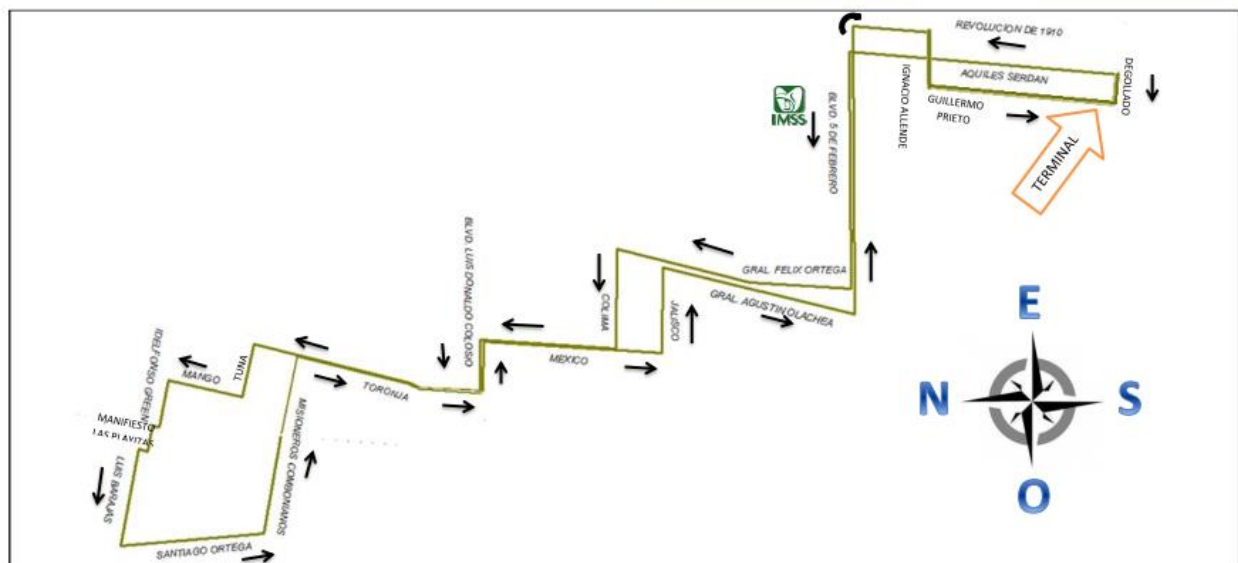 REVOLUCION DE 1910
AQUILES SERDAN
DEGOLLADO
IGNACIO ALLENDE
GUILLERMO
PRIETO
BLVD. 5 DE FEBRERO
IMSS
TERMINAL
GRAL. FELIX ORTEGA
GRAL. AGUSTIN OLACHEA
COLIMA
JALISCO
BLVD. LUIS DONALDO COLOSIO
MEXICO
TORONJA
TUNA
MANGO
IDELFONSO GREEN
MANIFIESTO
LAS PLAYITAS
LUIS BARAJAS
MISIONEROS COMBONIANOS
SANTIAGO ORTEGA
E
N
S
O